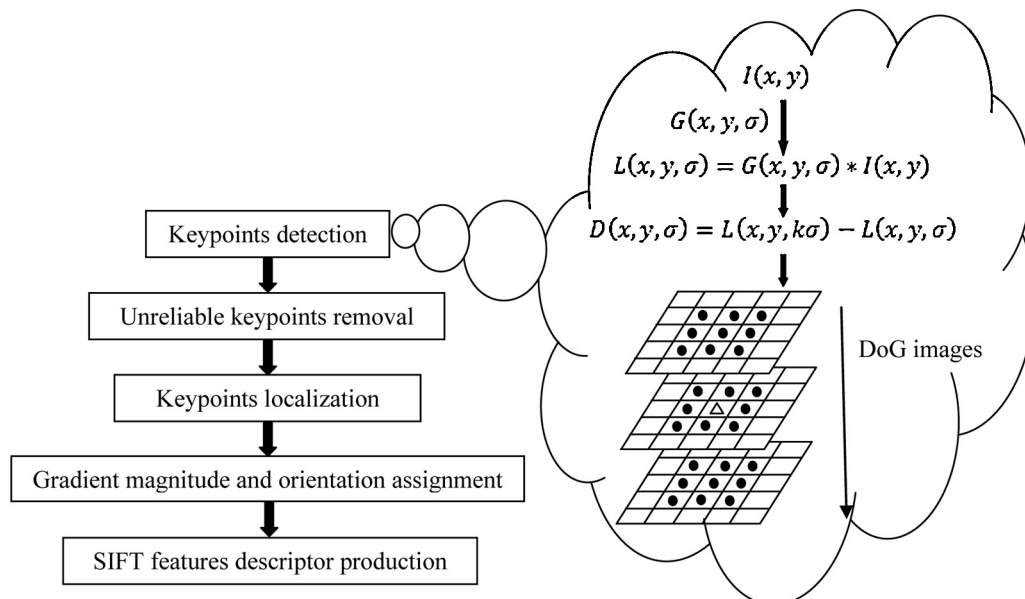 Keypoints detection
Unreliable keypoints removal
Keypoints localization
Gradient magnitude and orientation assignment
SIFT features descriptor production
I(x, y)
G(x, y, σ)
L(x, y, σ) = G(x, y, σ) * I(x, y)
D(x, y, σ) = L(x, y, kσ) − L(x, y, σ)
DoG images